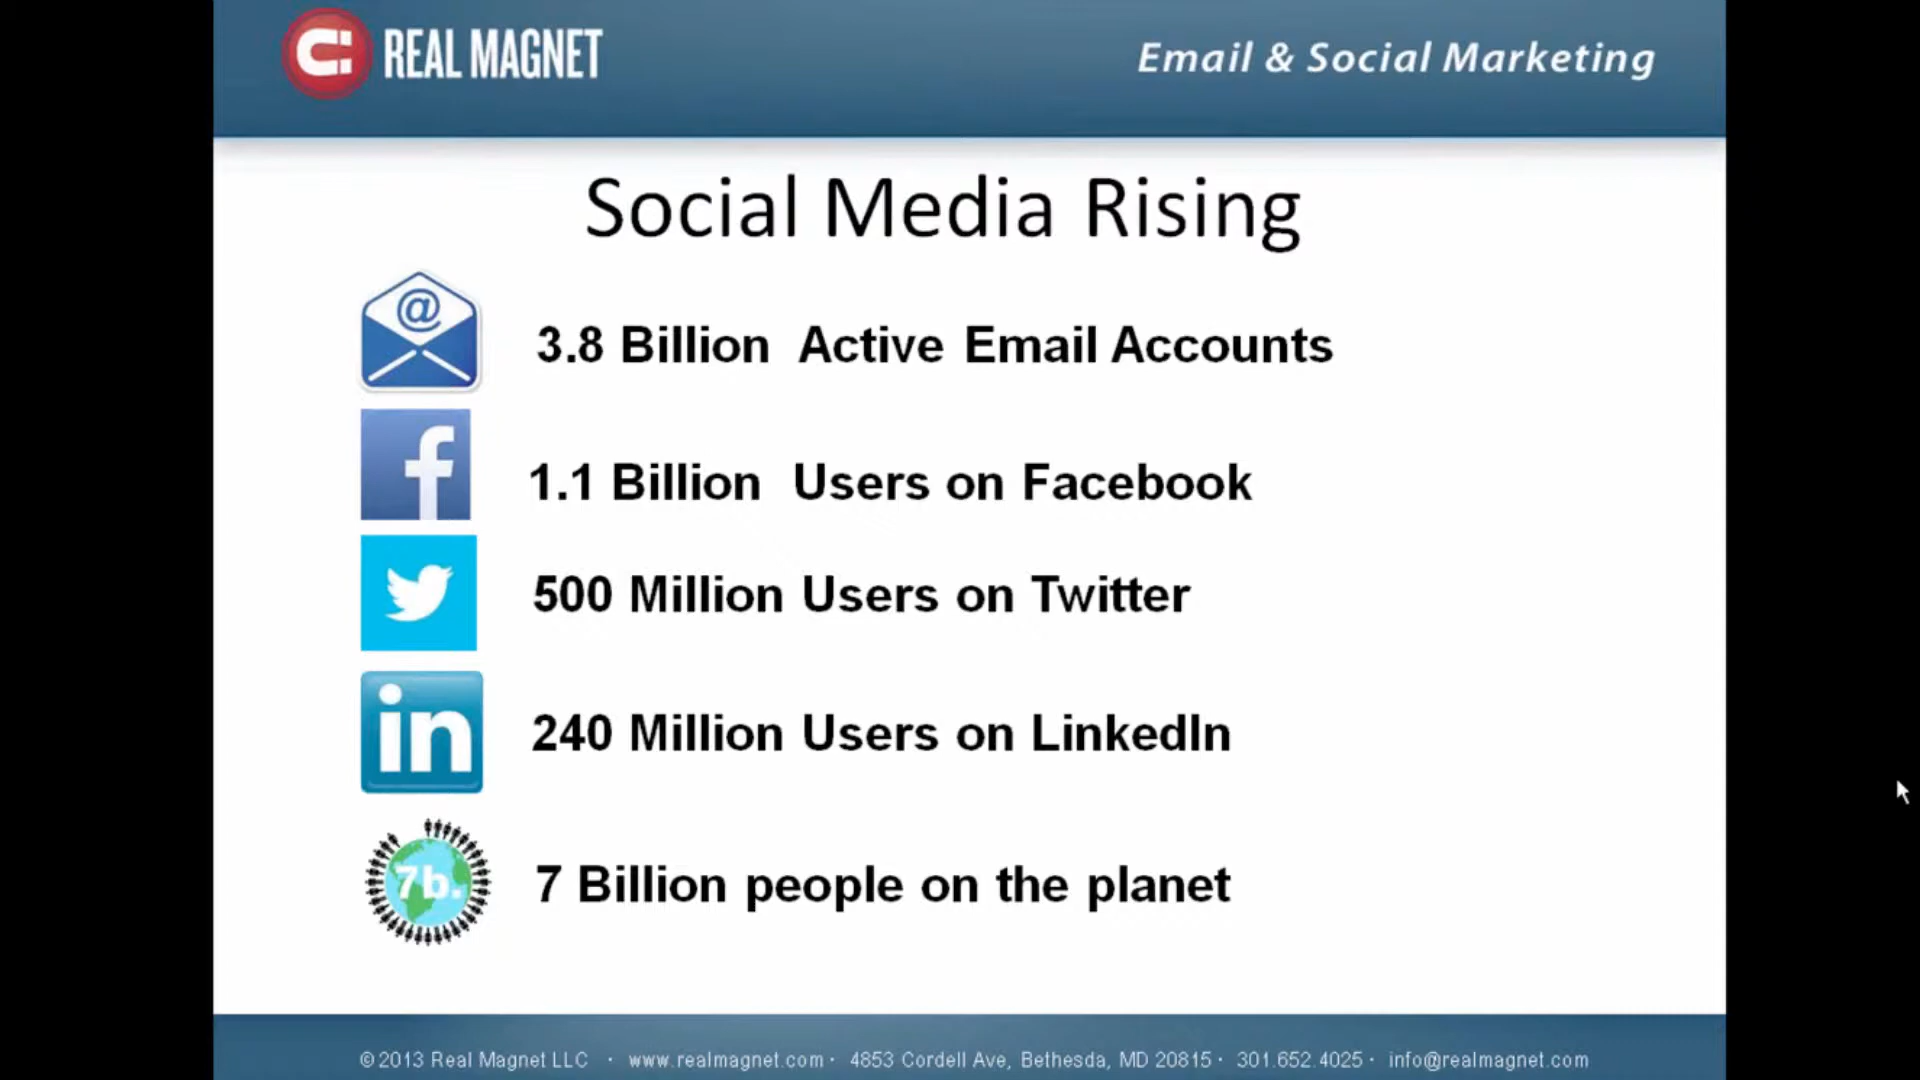 REAL MAGNET
Email & Social Marketing
Social Media Rising
@
3.8 Billion Active Email Accounts
f
1.1 Billion Users on Facebook
500 Million Users on Twitter
in
240 Million Users on LinkedIn
7b.
7 Billion people on the planet
©2013 Real Magnet LLC · www.realmagnet.com · 4853 Cordell Ave, Bethesda, MD 20815 · 301.652.4025 · info@realmagnet.com